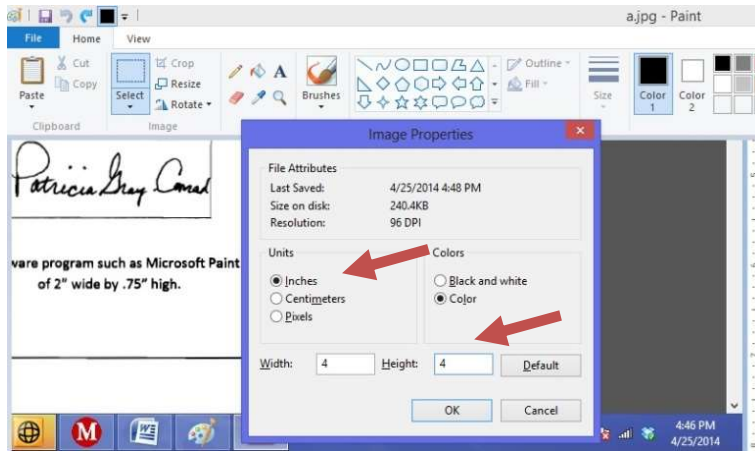 a.jpg - Paint
File Home View
Paste
Cut
Copy
Clipboard
Select
Crop
Resize
Rotate
Image
A
Brushes
Outline
Fill
Size
Color 1
Color 2
Patricia Gray Conrad
ware program such as Microsoft Paint
of 2” wide by .75” high.
Image Properties
File Attributes
Last Saved: 4/25/2014 4:48 PM
Size on disk: 240.4KB
Resolution: 96 DPI
Units
Inches
Centimeters
Pixels
Colors
Black and white
Color
Width: 4 Height: 4 Default
OK Cancel
M
W
4:46 PM
4/25/2014